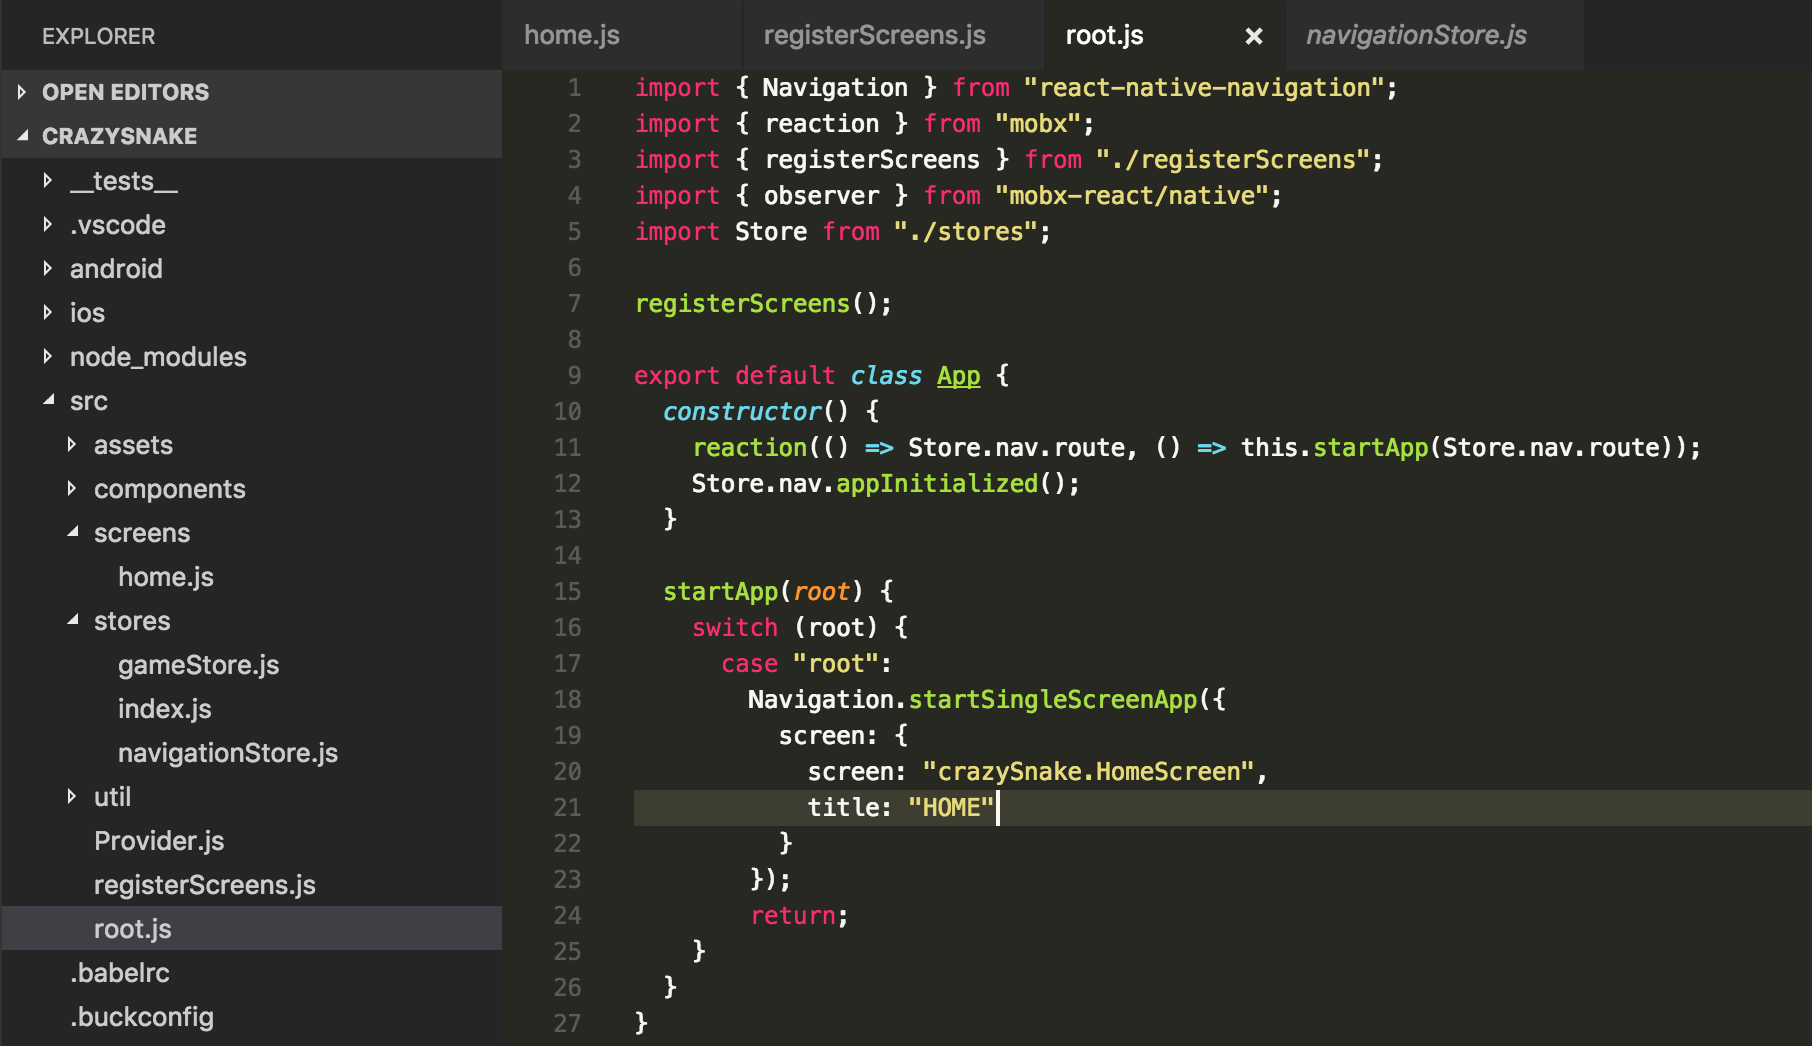 EXPLORER
OPEN EDITORS
CRAZYSNAKE
__tests__
.vscode
android
ios
node_modules
src
assets
components
screens
home.js
stores
gameStore.js
index.js
navigationStore.js
util
Provider.js
registerScreens.js
root.js
.babelrc
.buckconfig
home.js registerScreens.js root.js × navigationStore.js
1 import { Navigation } from "react-native-navigation";
2 import { reaction } from "mobx";
3 import { registerScreens } from "./registerScreens";
4 import { observer } from "mobx-react/native";
5 import Store from "./stores";
6
7 registerScreens();
8
9 export default class App {
10   constructor() {
11     reaction(() => Store.nav.route, () => this.startApp(Store.nav.route));
12     Store.nav.appInitialized();
13   }
14
15   startApp(root) {
16     switch (root) {
17       case "root":
18         Navigation.startSingleScreenApp({
19           screen: {
20             screen: "crazySnake.HomeScreen",
21             title: "HOME"
22           }
23         });
24         return;
25     }
26   }
27 }